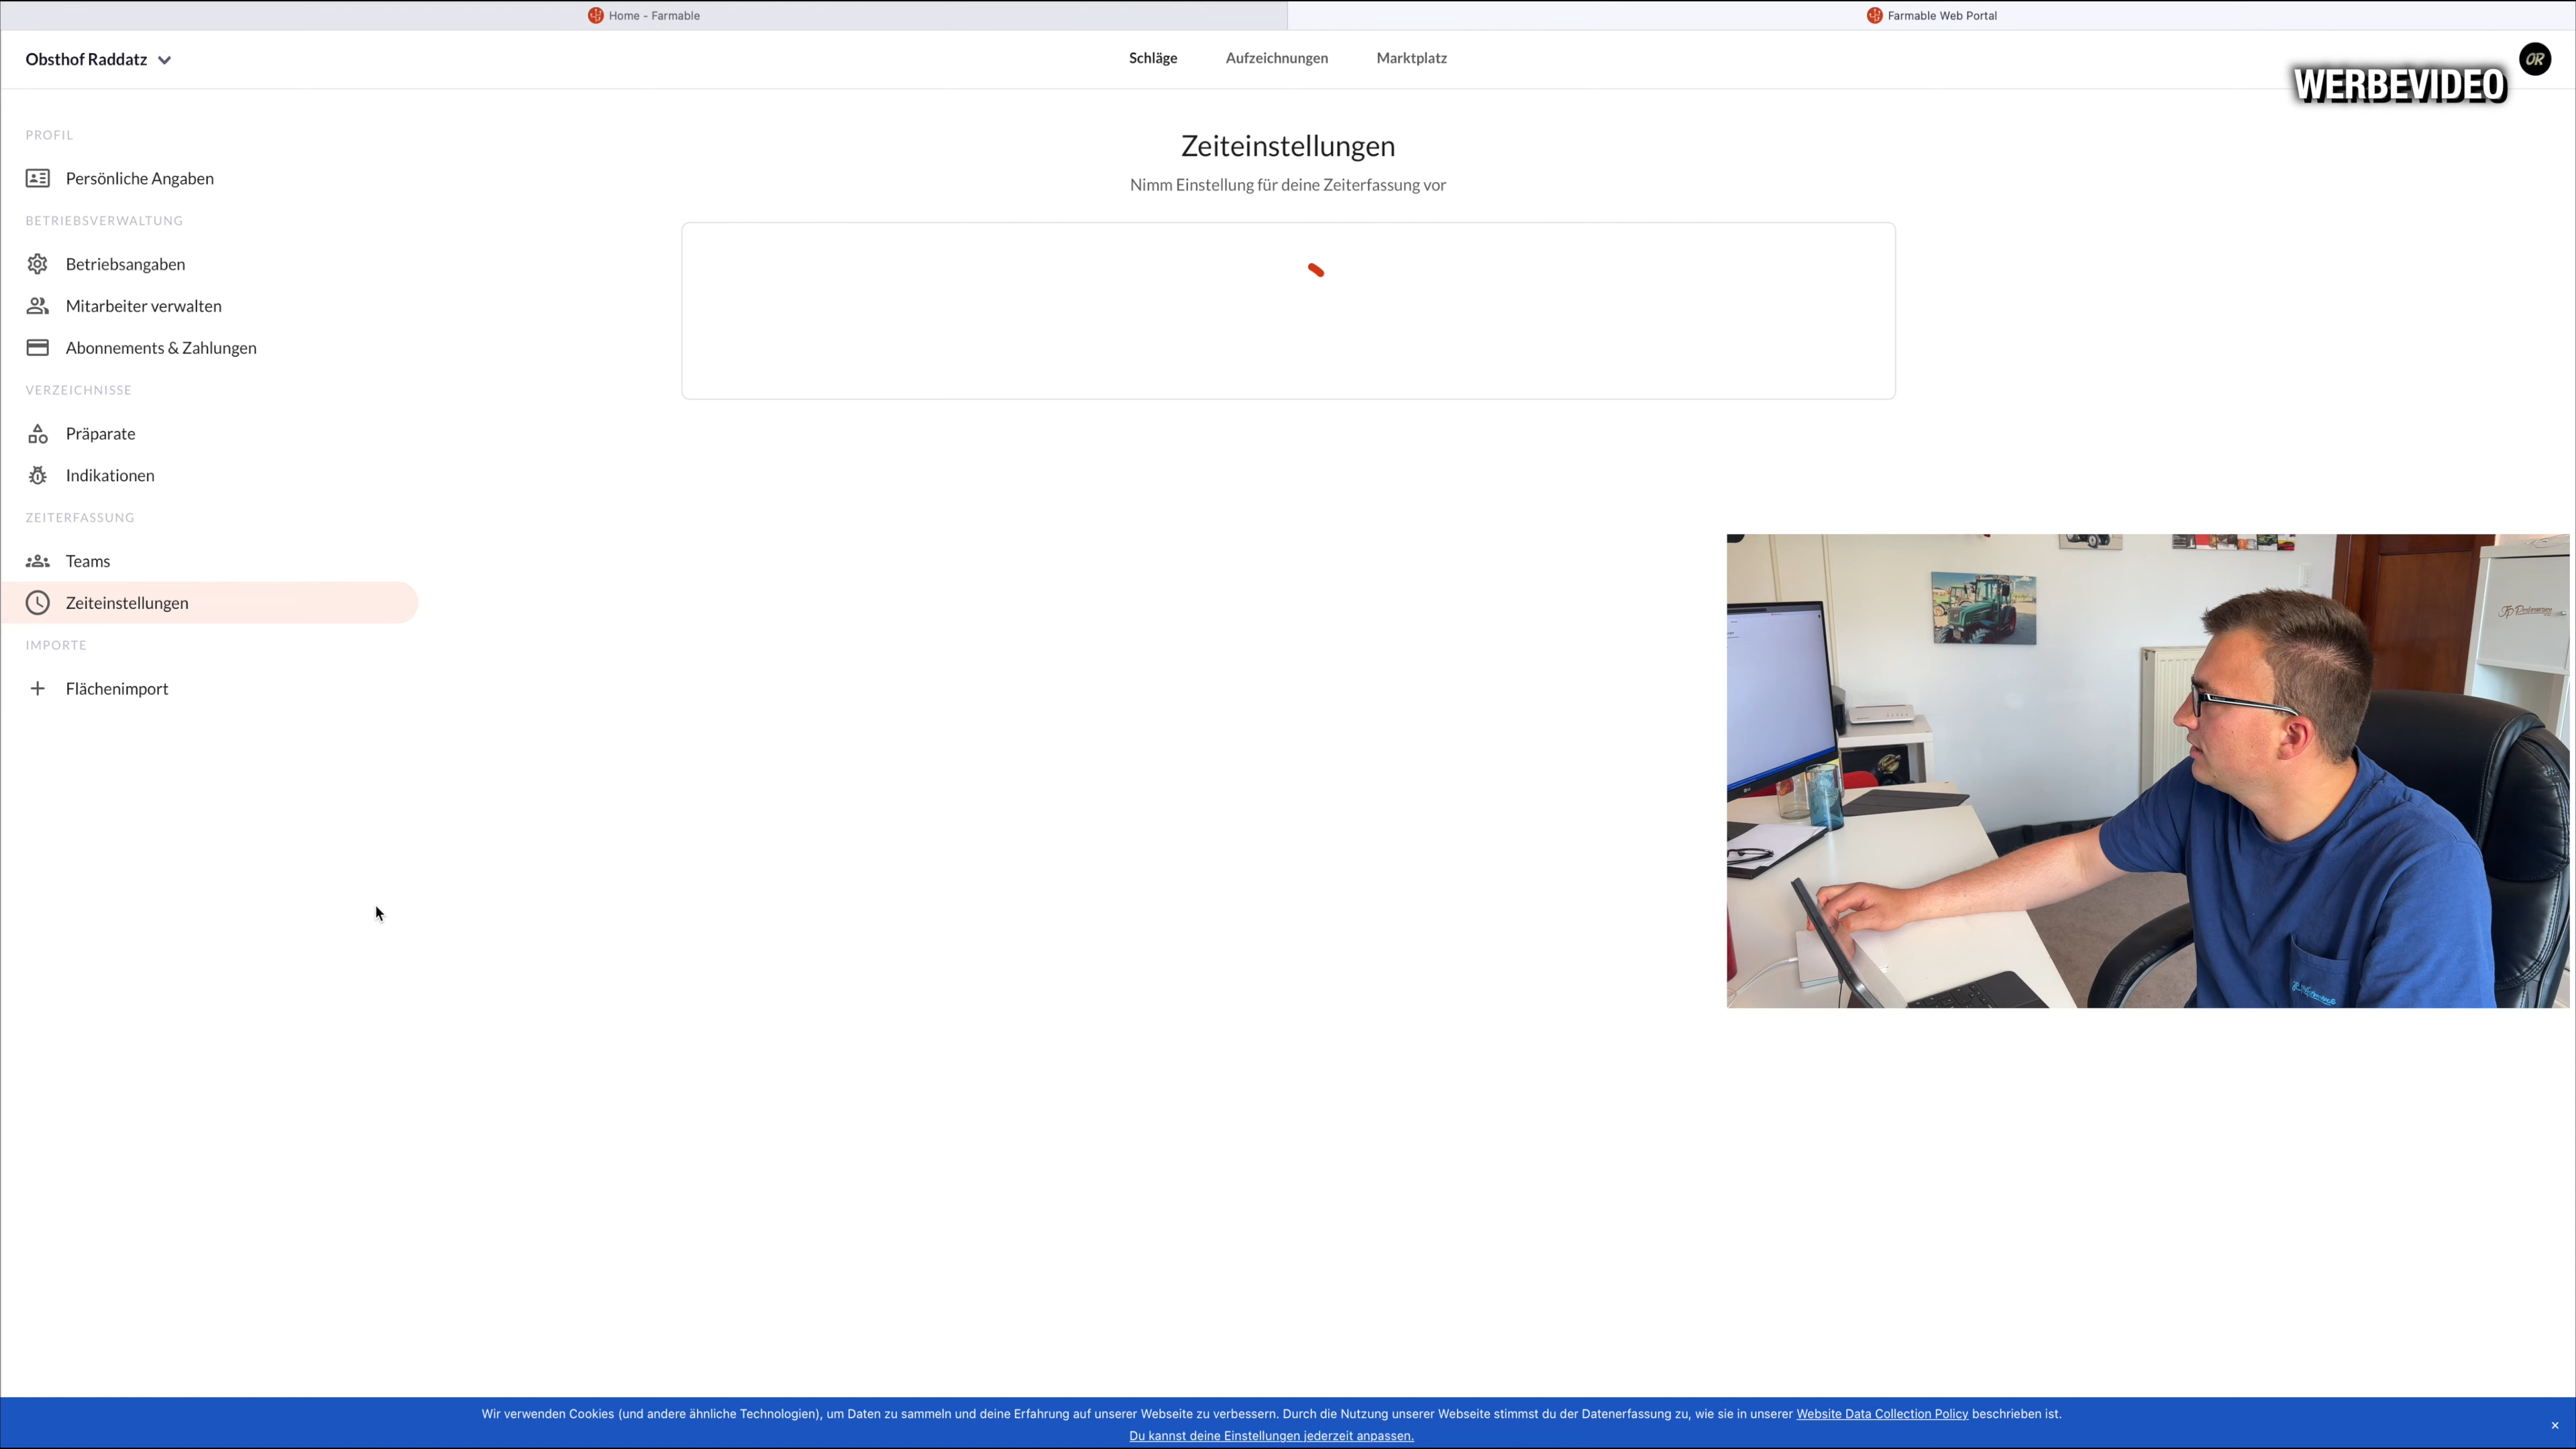 Home - Farmable
Farmable Web Portal
Obsthof Raddatz
Schläge
Aufzeichnungen
Marktplatz
OR
WERBEVIDEO
PROFIL
Persönliche Angaben
BETRIEBSVERWALTUNG
Betriebsangaben
Mitarbeiter verwalten
Abonnements & Zahlungen
VERZEICHNISSE
Präparate
Indikationen
ZEITERFASSUNG
Teams
Zeiteinstellungen
IMPORTE
Flächenimport
Zeiteinstellungen
Nimm Einstellung für deine Zeiterfassung vor
Wir verwenden Cookies (und andere ähnliche Technologien), um Daten zu sammeln und deine Erfahrung auf unserer Webseite zu verbessern. Durch die Nutzung unserer Webseite stimmst du der Datenerfassung zu, wie sie in unserer Website Data Collection Policy beschrieben ist.
Du kannst deine Einstellungen jederzeit anpassen.